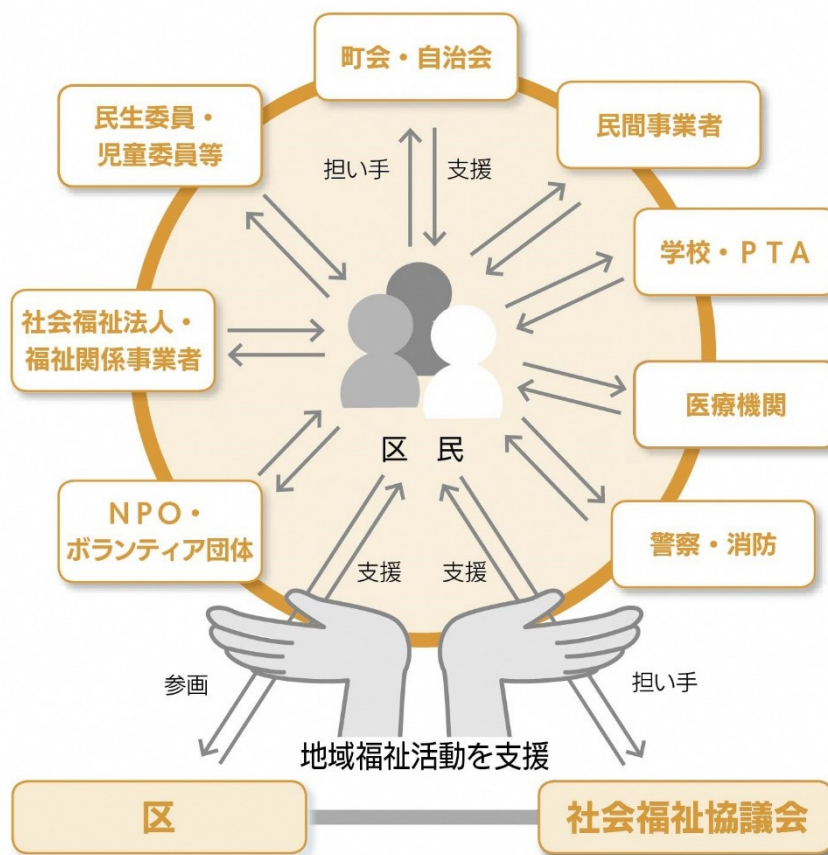 町会・自治会
民生委員・
児童委員等
民間事業者
担い手
支援
学校・PTA
社会福祉法人・
福祉関係事業者
医療機関
区民
NPO・
ボランティア団体
警察・消防
支援
支援
参画
担い手
地域福祉活動を支援
区
社会福祉協議会